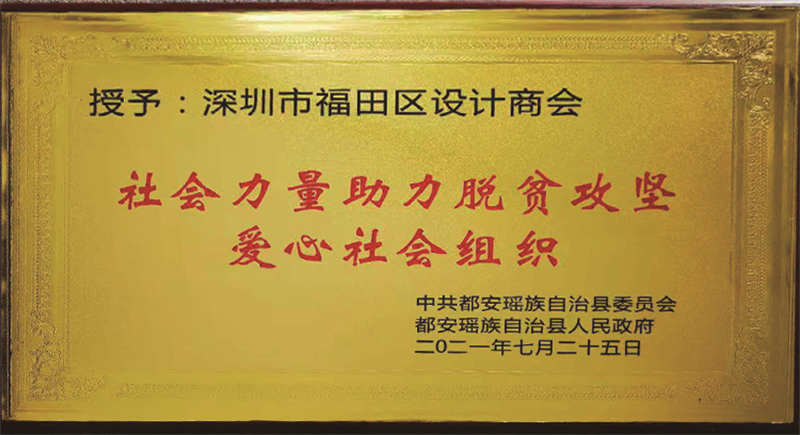 授予：深圳市福田区设计商会
社会力量助力脱贫攻坚
爱心社会组织
中共都安瑶族自治县委员会
都安瑶族自治县人民政府
二〇二一年七月二十五日